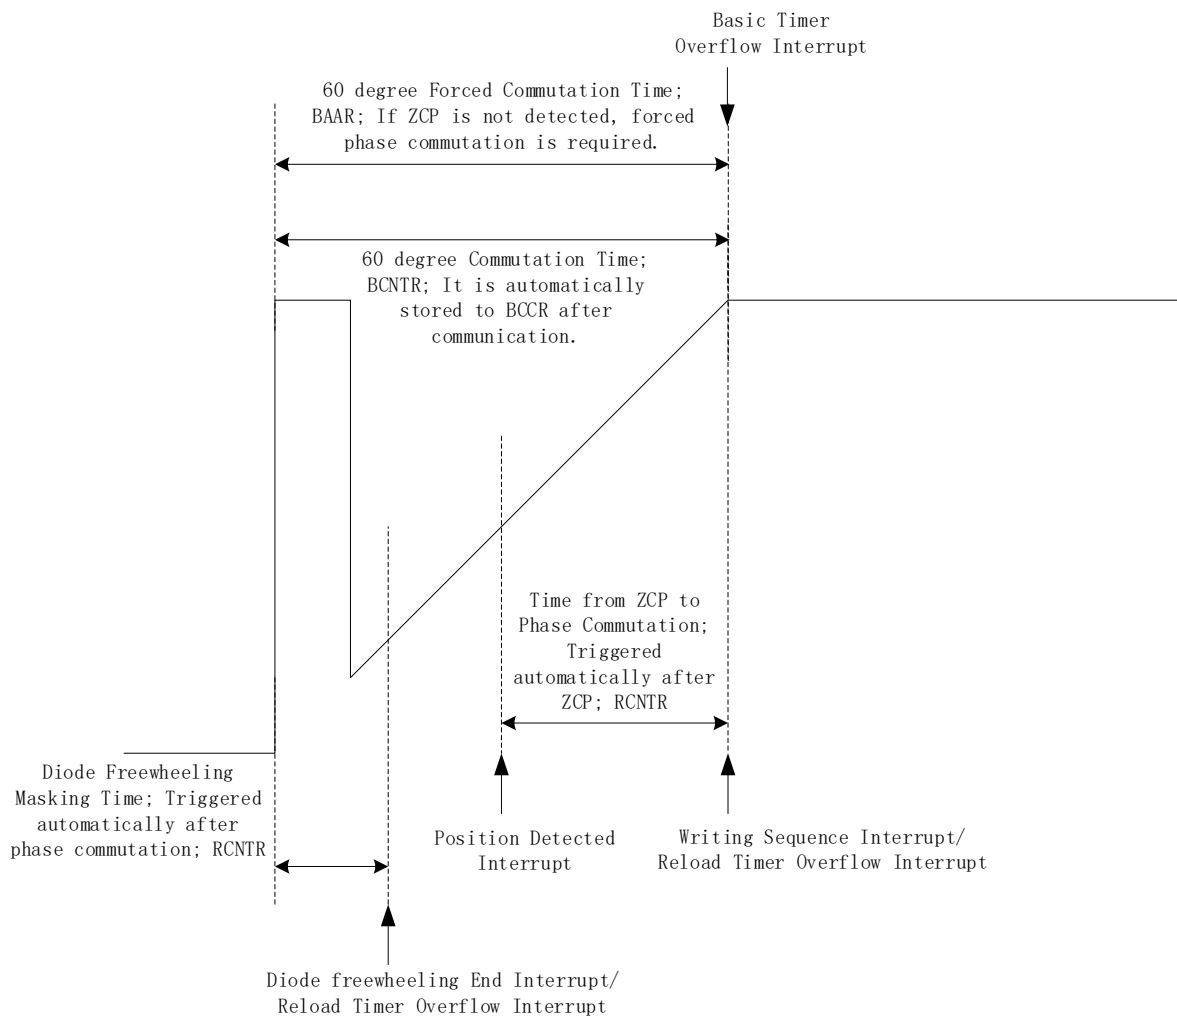 Basic Timer
Overflow Interrupt
60 degree Forced Commutation Time;
BAAR; If ZCP is not detected, forced
phase commutation is required.
60 degree Commutation Time;
BCNTR; It is automatically
stored to BCCR after
communication.
Time from ZCP to
Phase Commutation;
Triggered
automatically after
ZCP; RCNTR
Diode Freewheeling
Masking Time; Triggered
automatically after
phase commutation; RCNTR
Position Detected
Interrupt
Writing Sequence Interrupt/
Reload Timer Overflow Interrupt
Diode freewheeling End Interrupt/
Reload Timer Overflow Interrupt